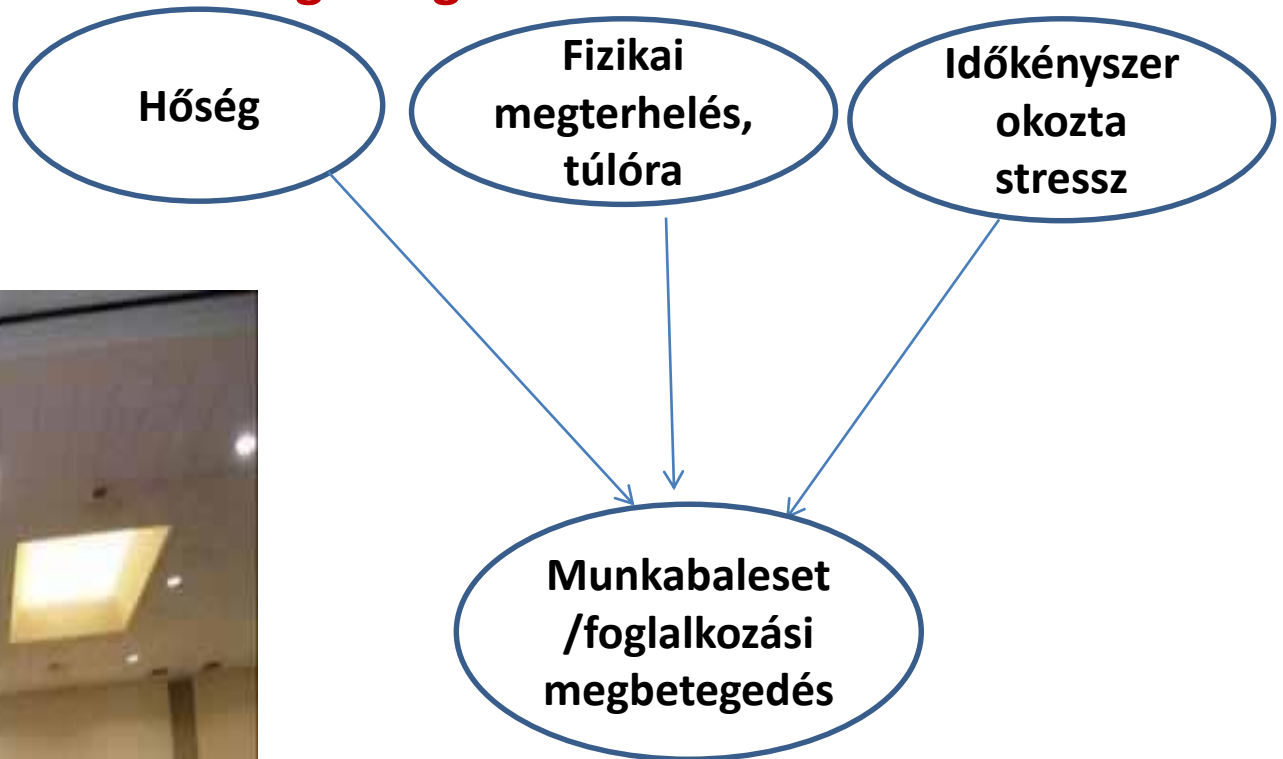 Hőség
Fizikai
megterhelés,
túlóra
Időkényszer
okozta
stressz
Munkabaleset
/foglalkozási
megbetegedés